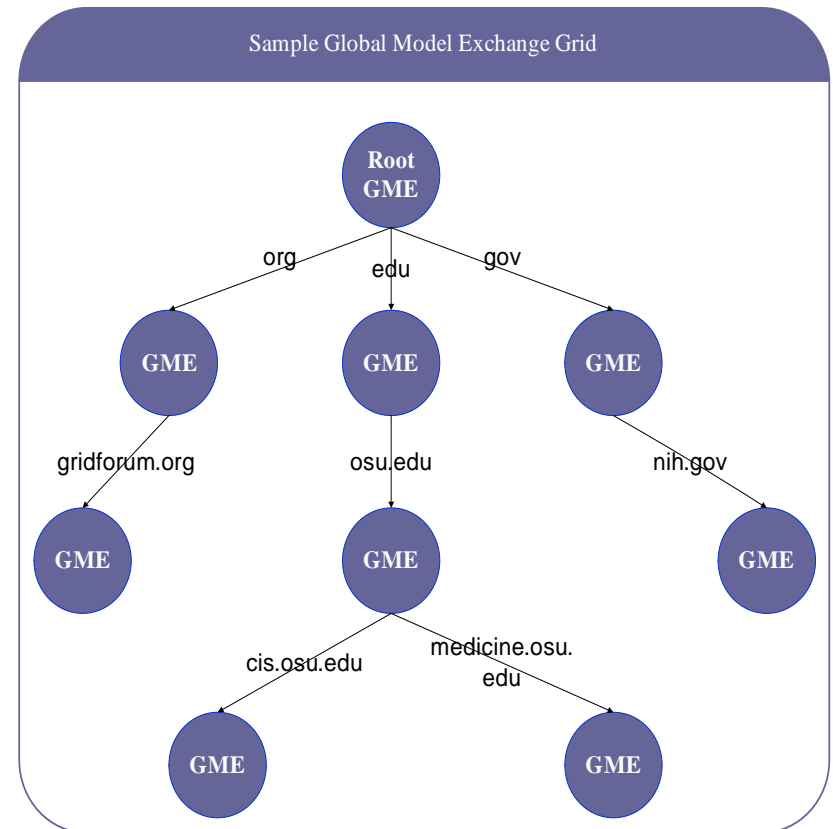 Sample Global Model Exchange Grid
Root
GME
org
edu
gov
GME
GME
GME
gridforum.org
osu.edu
nih.gov
GME
GME
GME
cis.osu.edu
medicine.osu.
edu
GME
GME